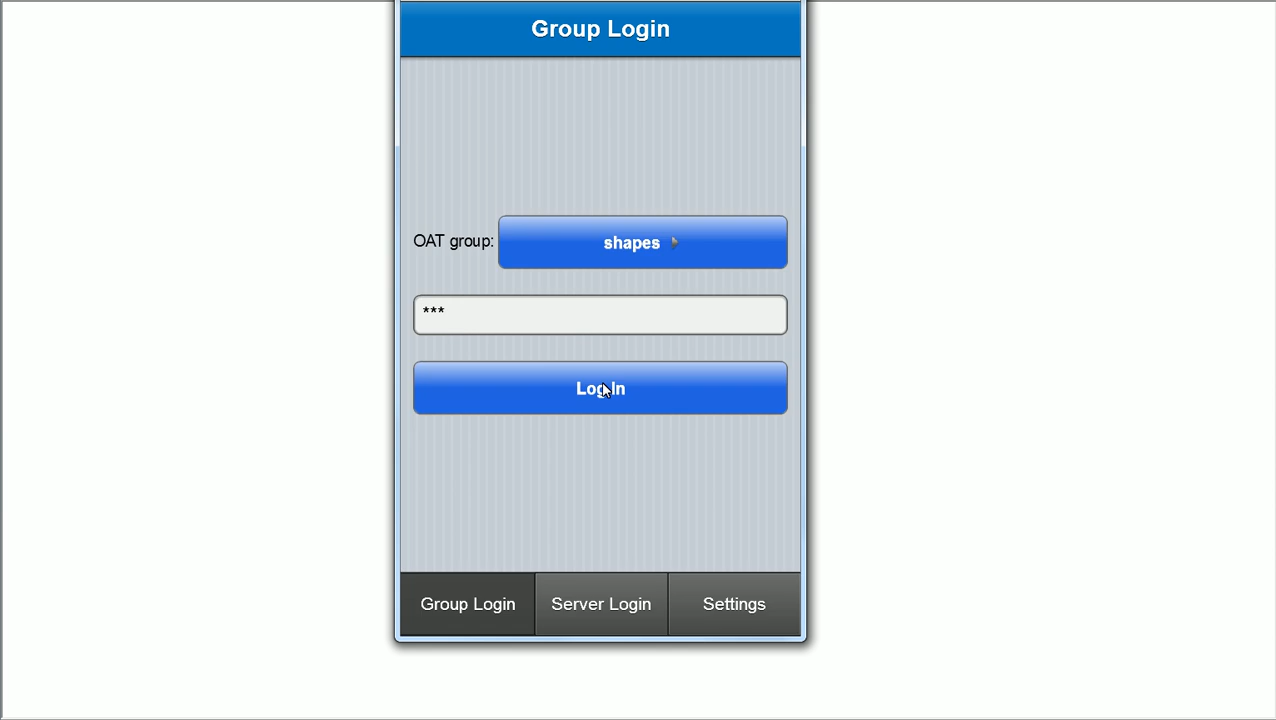 Group Login
OAT group:
shapes
***
Log In
Group Login
Server Login
Settings